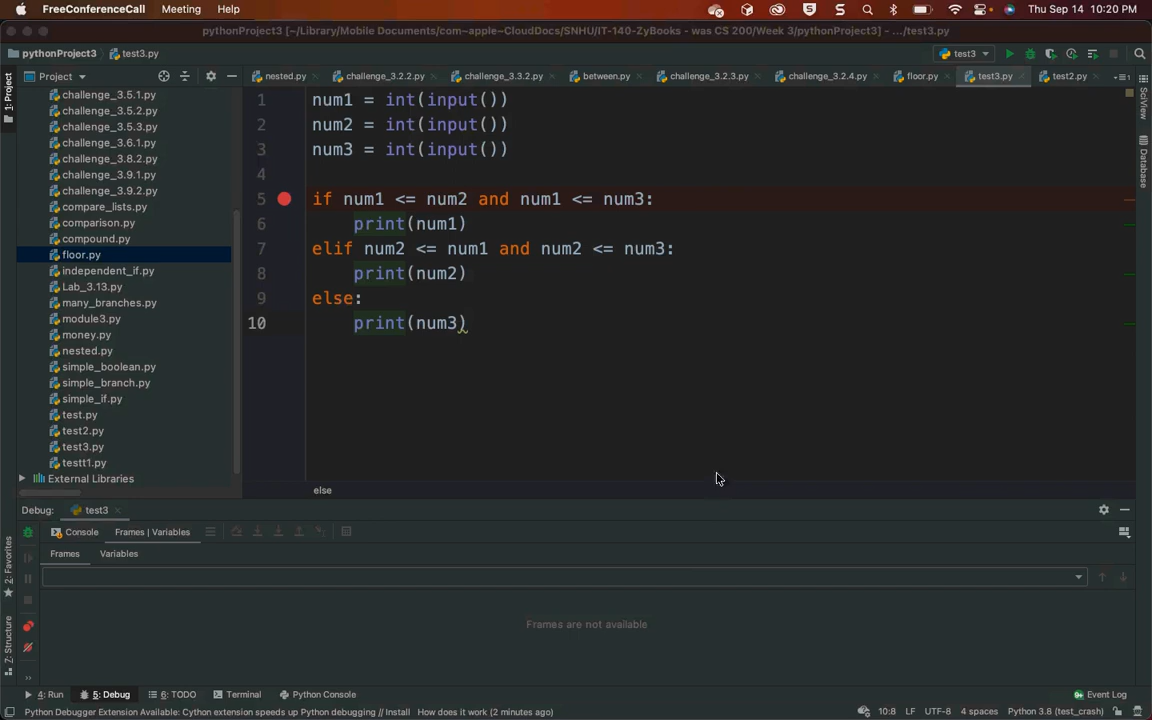 FreeConferenceCall Meeting Help Thu Sep 14 10:20 PM
pythonProject3 [~/Library/Mobile Documents/com~apple~CloudDocs/SNHU/IT-140-ZyBooks - was CS 200/Week 3/pythonProject3] - .../test3.py
pythonProject3 test3.py test3
1: Project
Project
nested.py challenge_3.2.2.py challenge_3.3.2.py between.py challenge_3.2.3.py challenge_3.2.4.py floor.py test3.py test2.py
challenge_3.5.1.py
challenge_3.5.2.py
challenge_3.5.3.py
challenge_3.6.1.py
challenge_3.8.2.py
challenge_3.9.1.py
challenge_3.9.2.py
compare_lists.py
comparison.py
compound.py
floor.py
independent_if.py
Lab_3.13.py
many_branches.py
module3.py
money.py
nested.py
simple_boolean.py
simple_branch.py
simple_if.py
test.py
test2.py
test3.py
testt1.py
External Libraries
1 num1 = int(input())
2 num2 = int(input())
3 num3 = int(input())
4
5 if num1 <= num2 and num1 <= num3:
6 print(num1)
7 elif num2 <= num1 and num2 <= num3:
8 print(num2)
9 else:
10 print(num3)
else
SciView
Database
Debug: test3
Console Frames | Variables
Frames Variables
Frames are not available
2: Favorites
Z: Structure
4: Run 5: Debug 6: TODO Terminal Python Console Event Log
Python Debugger Extension Available: Cython extension speeds up Python debugging // Install How does it work (2 minutes ago) 10:8 LF UTF-8 4 spaces Python 3.8 (test_crash)